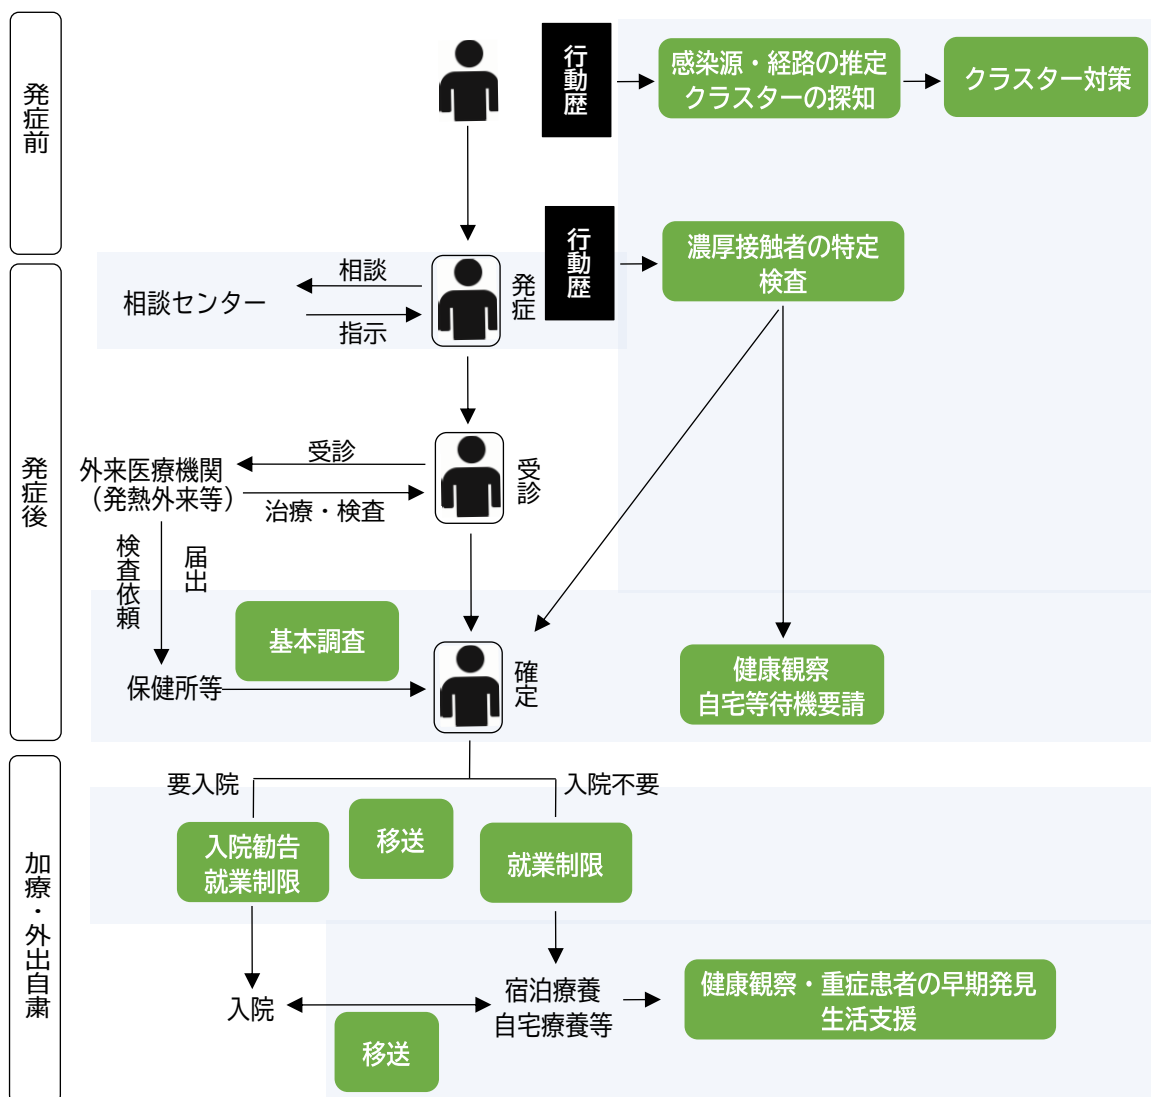 発症前
行動歴
感染源・経路の推定
クラスターの探知
クラスター対策
行動歴
濃厚接触者の特定
検査
発症後
相談センター
相談
指示
発症
外来医療機関
（発熱外来等）
受診
治療・検査
受診
検査依頼
届出
基本調査
保健所等
確定
健康観察
自宅等待機要請
加療・外出自粛
要入院
入院不要
入院勧告
就業制限
移送
就業制限
入院
宿泊療養
自宅療養等
移送
健康観察・重症患者の早期発見
生活支援